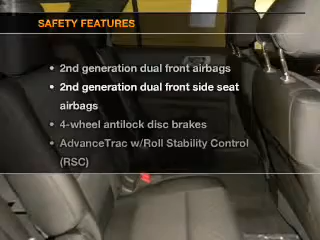 SAFETY FEATURES
• 2nd generation dual front airbags
• 2nd generation dual front side seat
airbags
• 4-wheel antilock disc brakes
• AdvanceTrac w/Roll Stability Control
(RSC)